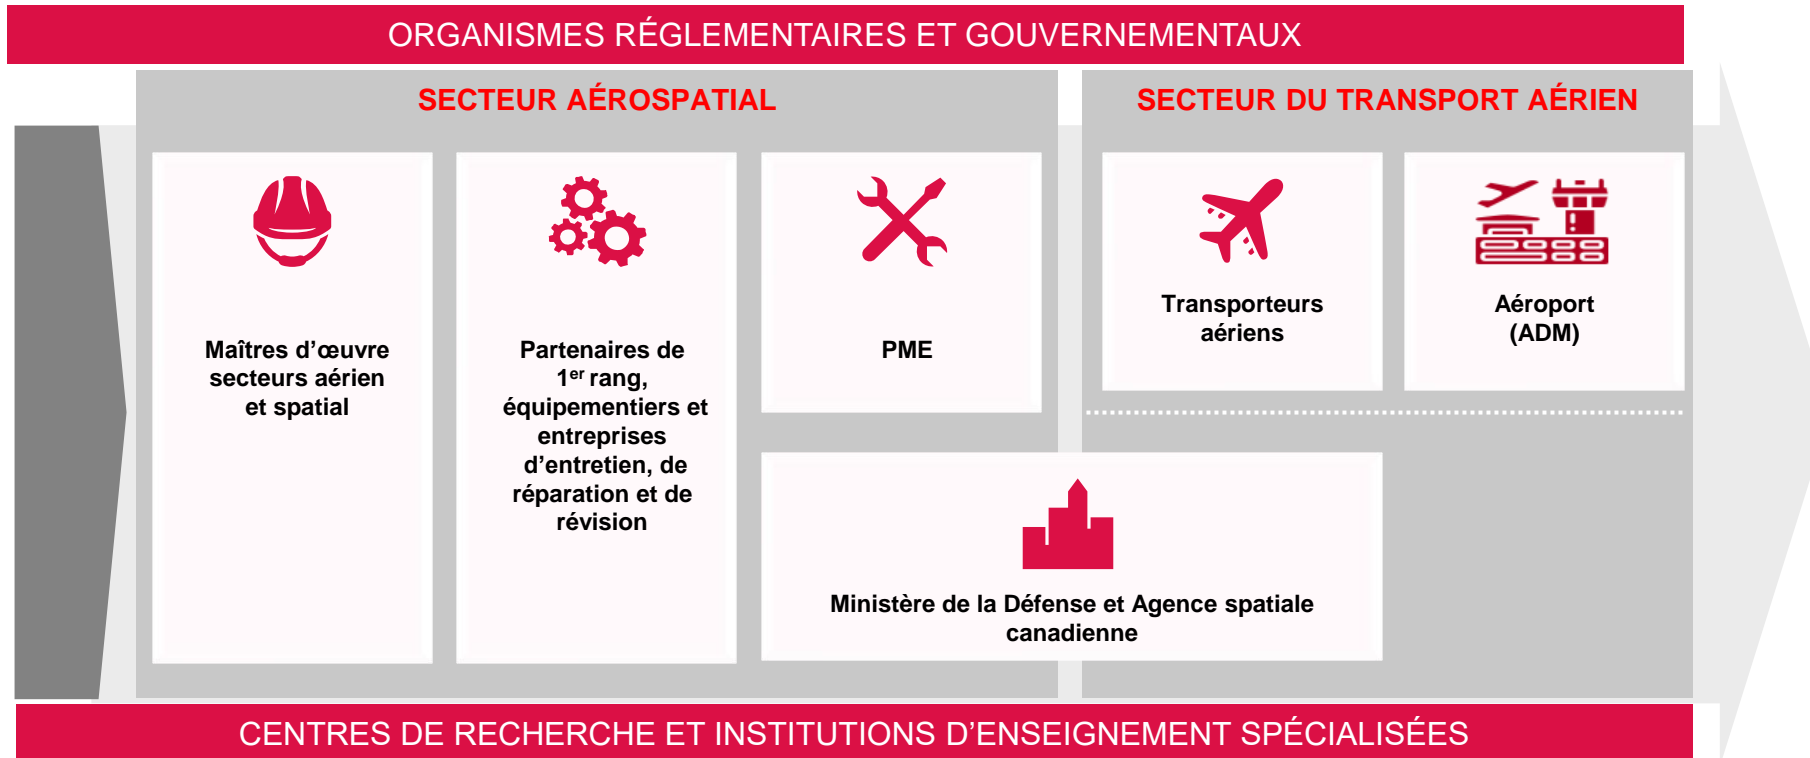 ORGANISMES RÉGLEMENTAIRES ET GOUVERNEMENTAUX
SECTEUR AÉROSPATIAL
SECTEUR DU TRANSPORT AÉRIEN
Maîtres d’œuvre
secteurs aérien
et spatial
Partenaires de
1er rang,
équipementiers et
entreprises
d’entretien, de
réparation et de
révision
PME
Transporteurs
aériens
Aéroport
(ADM)
Ministère de la Défense et Agence spatiale
canadienne
CENTRES DE RECHERCHE ET INSTITUTIONS D’ENSEIGNEMENT SPÉCIALISÉES